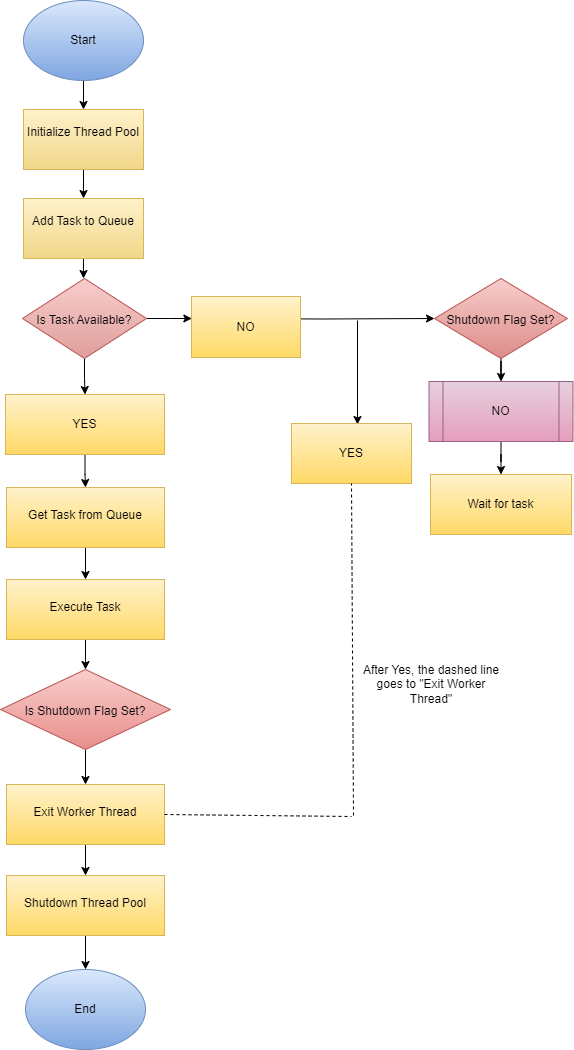 Start
Initialize Thread Pool
Add Task to Queue
Is Task Available?
NO
Shutdown Flag Set?
YES
YES
NO
Get Task from Queue
Wait for task
Execute Task
After Yes, the dashed line
goes to "Exit Worker
Thread"
Is Shutdown Flag Set?
Exit Worker Thread
Shutdown Thread Pool
End